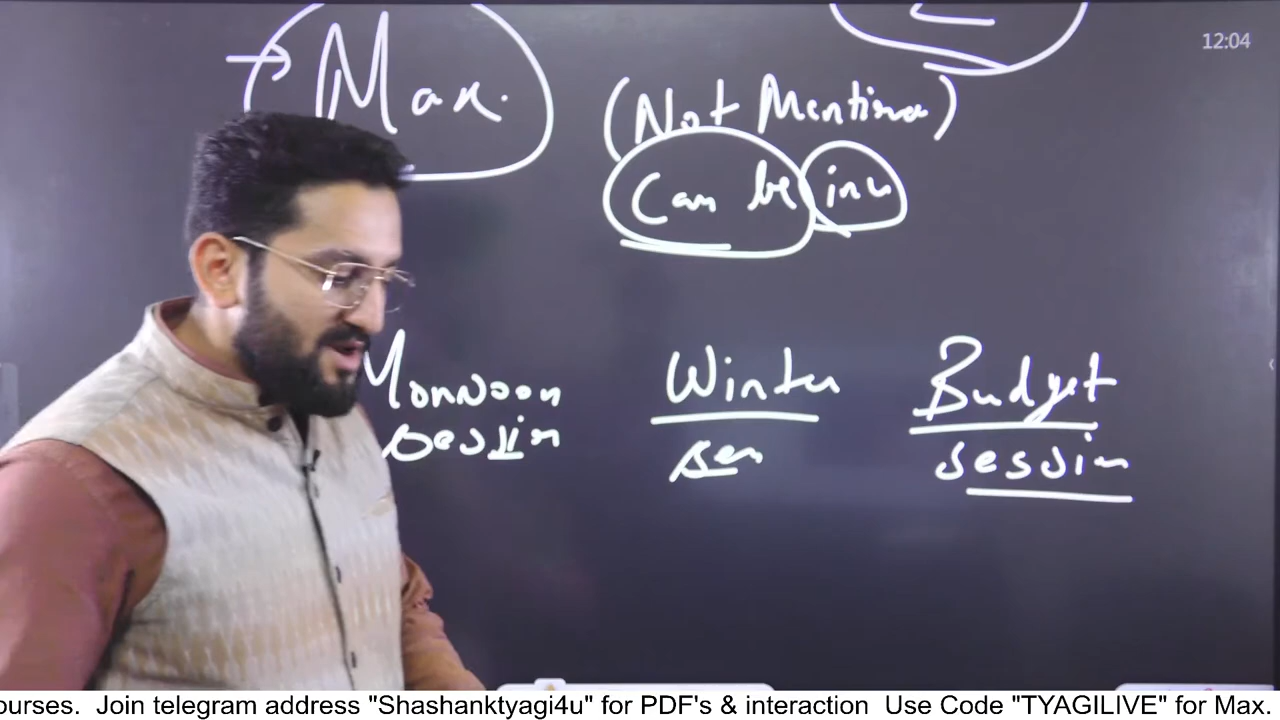 12:04
→ Max.
(Not Mention)
Can be inc
Monsoon Winter Budget
Session Ses Session
ourses. Join telegram address "Shashanktyagi4u" for PDF's & interaction Use Code "TYAGILIVE" for Max.